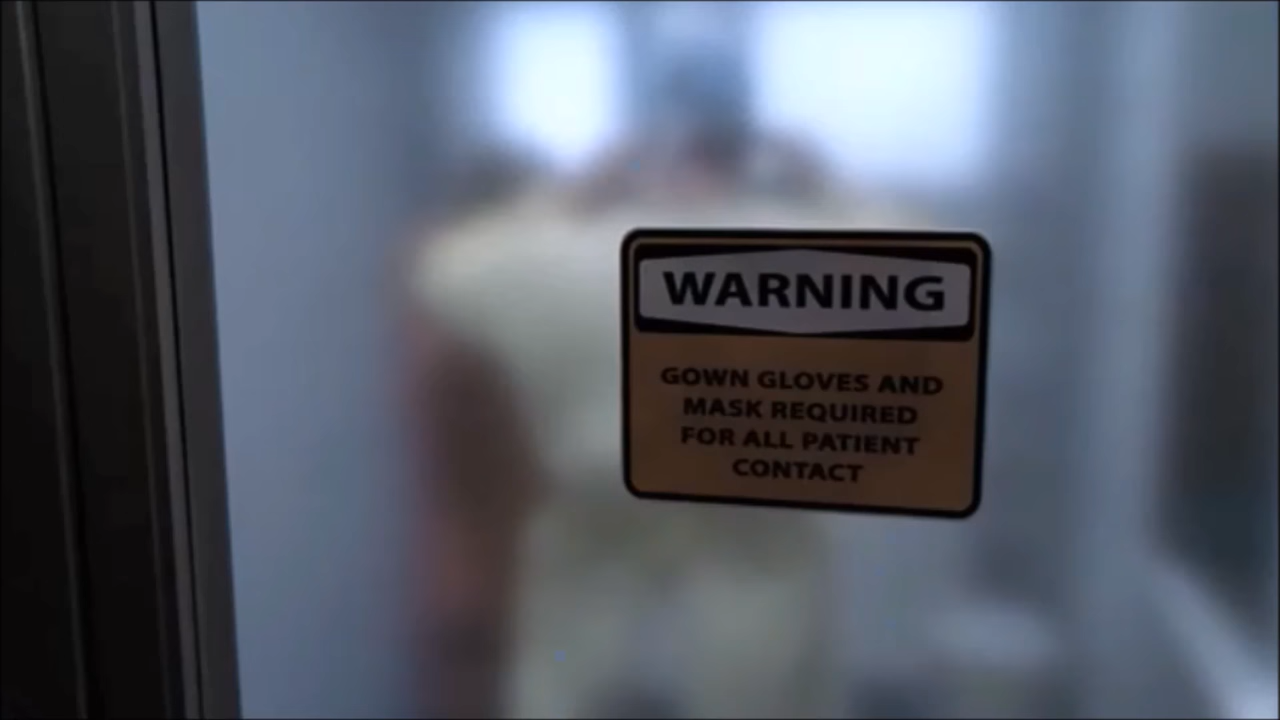 WARNING
GOWN GLOVES AND
MASK REQUIRED
FOR ALL PATIENT
CONTACT